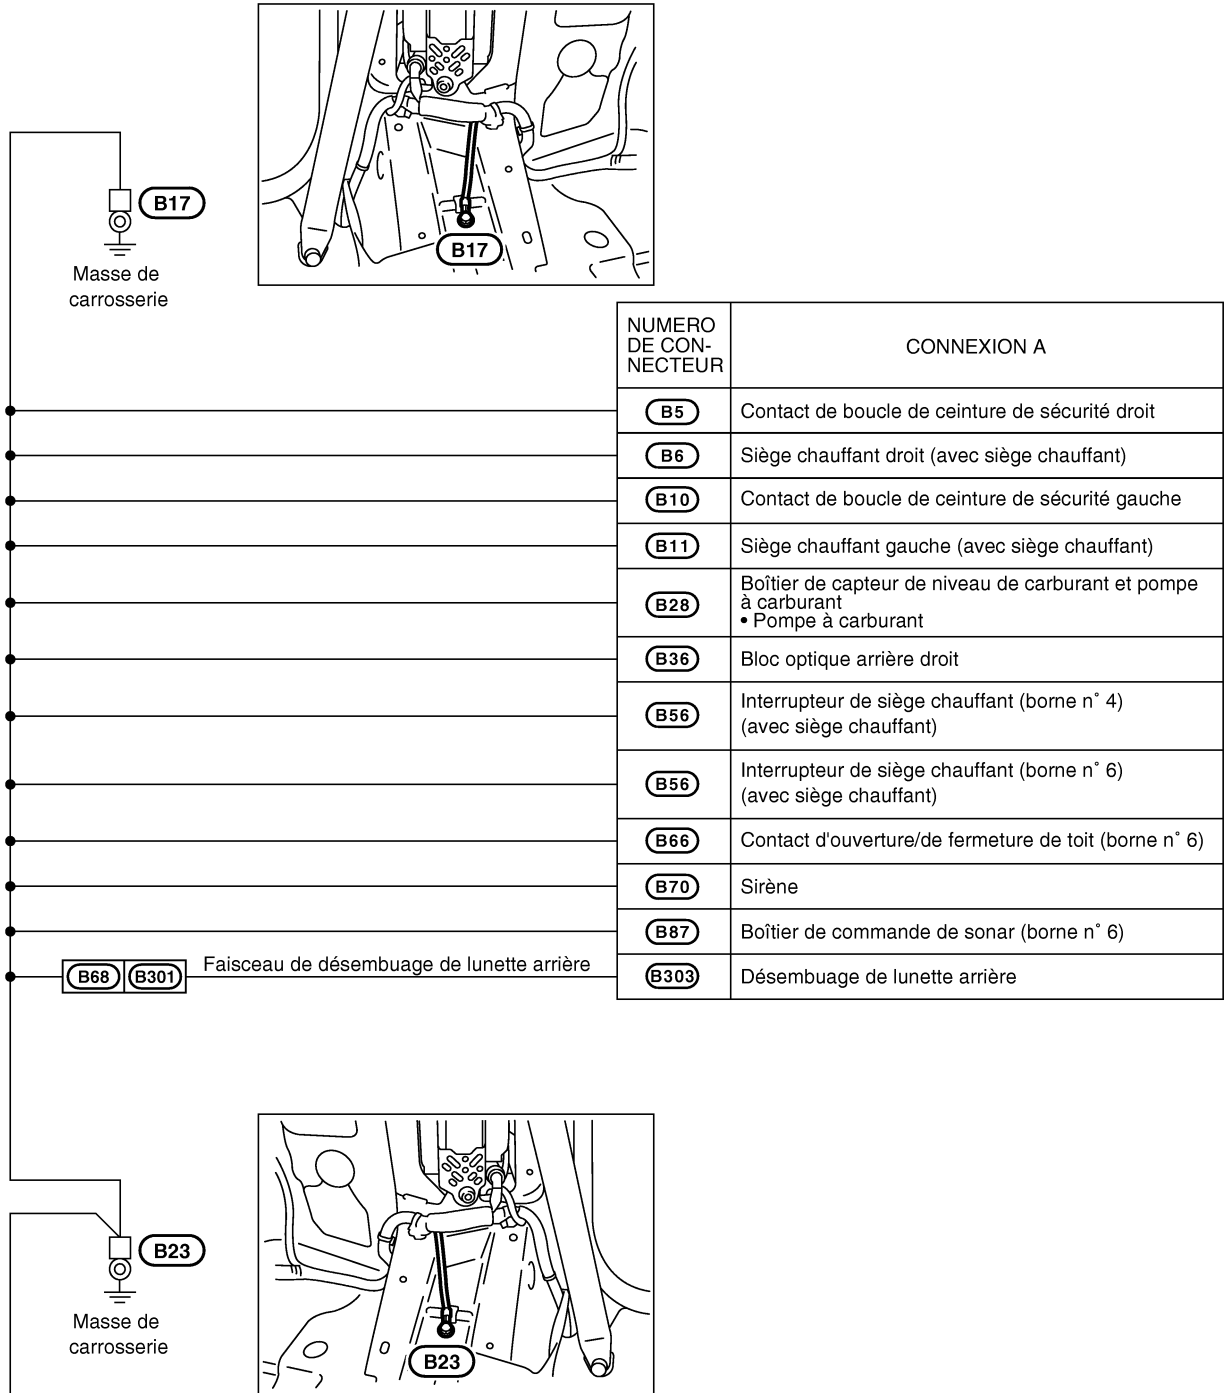 B17
B17
Masse de
carrosserie
NUMERO
DE CON-
NECTEUR
CONNEXION A
B5 Contact de boucle de ceinture de sécurité droit
B6 Siège chauffant droit (avec siège chauffant)
B10 Contact de boucle de ceinture de sécurité gauche
B11 Siège chauffant gauche (avec siège chauffant)
B28 Boîtier de capteur de niveau de carburant et pompe
à carburant
• Pompe à carburant
B36 Bloc optique arrière droit
B56 Interrupteur de siège chauffant (borne n° 4)
(avec siège chauffant)
B56 Interrupteur de siège chauffant (borne n° 6)
(avec siège chauffant)
B66 Contact d'ouverture/de fermeture de toit (borne n° 6)
B70 Sirène
B87 Boîtier de commande de sonar (borne n° 6)
B68 B301 Faisceau de désembuage de lunette arrière B303 Désembuage de lunette arrière
B23
Masse de
carrosserie
B23